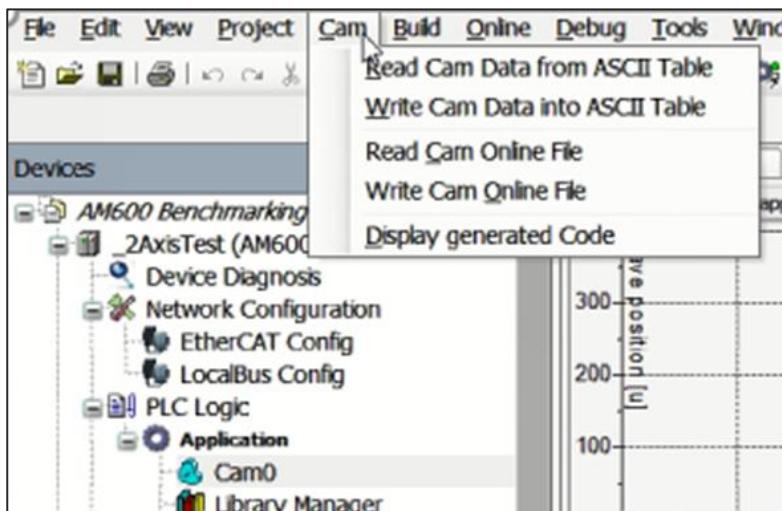 File Edit View Project Cam Build Online Debug Tools
Read Cam Data from ASCII Table
Write Cam Data into ASCII Table
Read Cam Online File
Write Cam Online File
Display generated Code
Devices
AM600 Benchmarking
_2AxisTest (AM600
Device Diagnosis
Network Configuration
EtherCAT Config
LocalBus Config
PLC Logic
Application
Cam0
Library Manager
position [u]
300
200
100